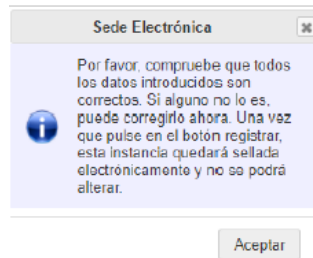 Sede Electrónica
Por favor, compruebe que todos
los datos introducidos son
correctos. Si alguno no lo es,
puede corregirlo ahora. Una vez
que pulse en el botón registrar,
esta instancia quedará sellada
electrónicamente y no se podrá
alterar.
Aceptar